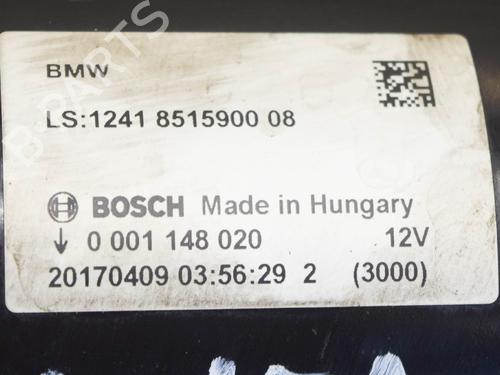 BMW
LS:1241 8515900 08
BOSCH Made in Hungary
↓ 0 001 148 020 12V
20170409 03:56:29 2 (3000)
B-PARTS